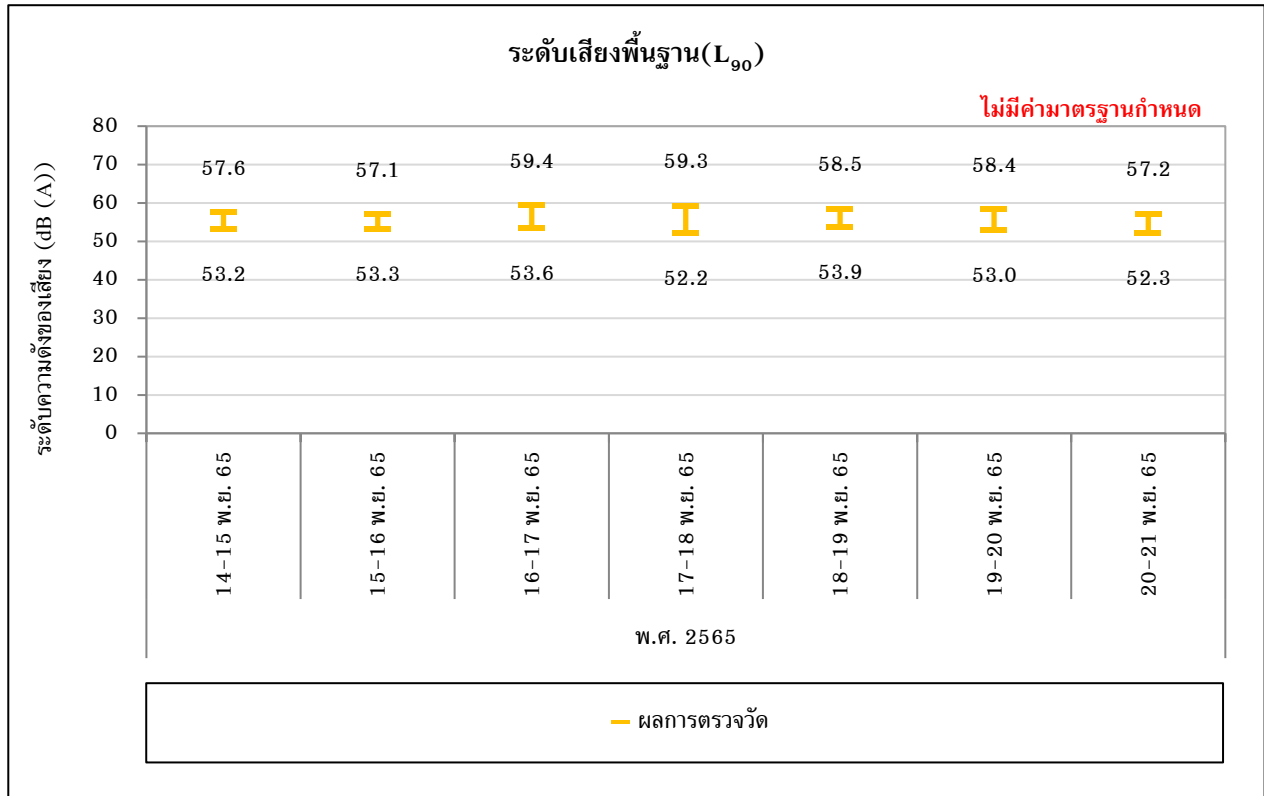 ระดับเสียงพื้นฐาน(L90)
ไม่มีค่ามาตรฐานกำหนด
ระดับความดังของเสียง (dB (A))
80
70
60
50
40
30
20
10
0
57.6 57.1 59.4 59.3 58.5 58.4 57.2
53.2 53.3 53.6 52.2 53.9 53.0 52.3
14-15 พ.ย. 65
15-16 พ.ย. 65
16-17 พ.ย. 65
17-18 พ.ย. 65
18-19 พ.ย. 65
19-20 พ.ย. 65
20-21 พ.ย. 65
พ.ศ. 2565
ผลการตรวจวัด